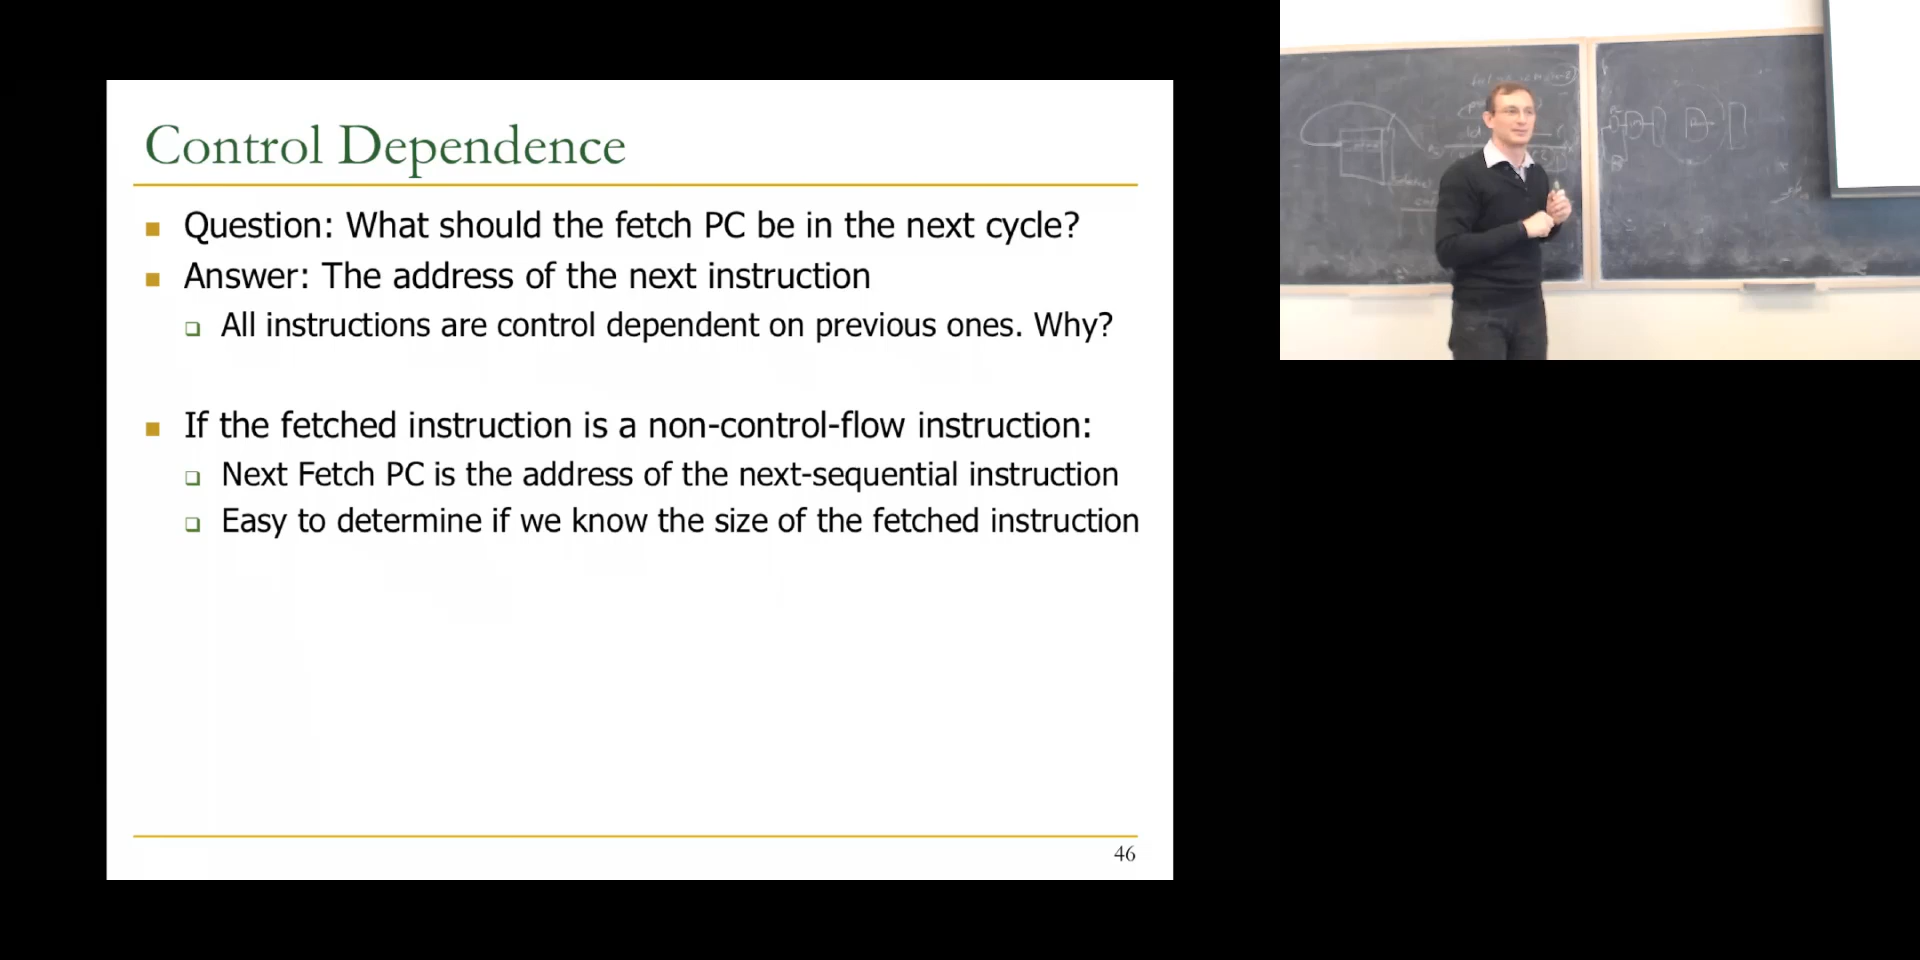 Control Dependence
Question: What should the fetch PC be in the next cycle?
Answer: The address of the next instruction
All instructions are control dependent on previous ones. Why?
If the fetched instruction is a non-control-flow instruction:
Next Fetch PC is the address of the next-sequential instruction
Easy to determine if we know the size of the fetched instruction
46